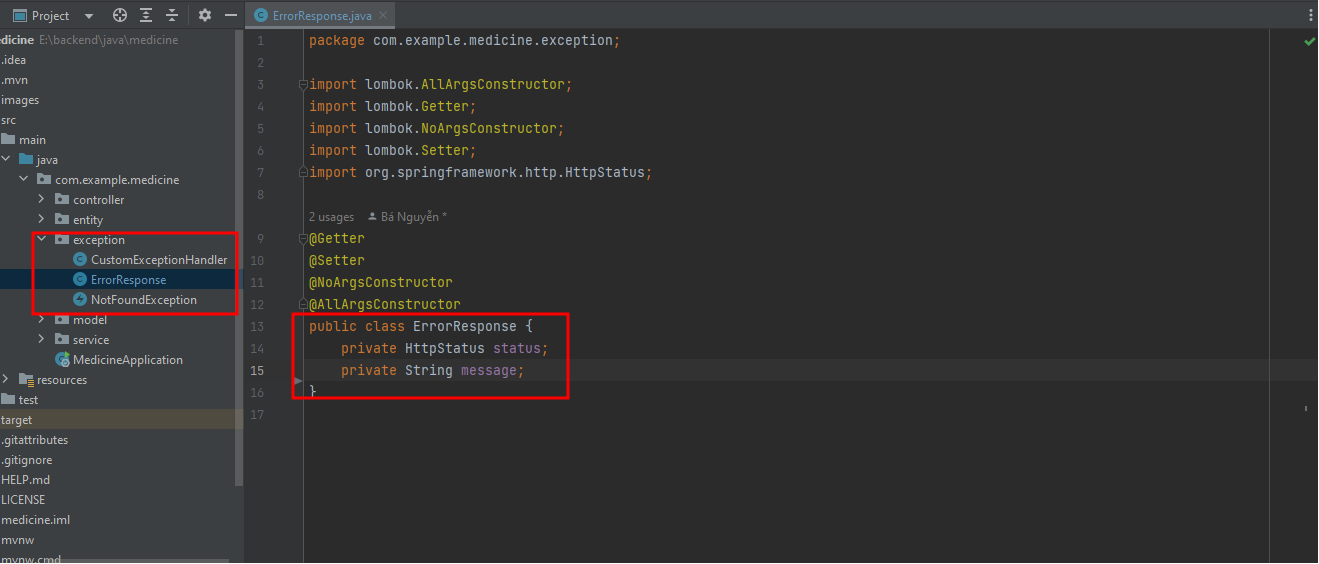 Project
ErrorResponse.java
edicine E:\backend\java\medicine
.idea
.mvn
images
src
main
java
com.example.medicine
controller
entity
exception
CustomExceptionHandler
ErrorResponse
NotFoundException
model
service
MedicineApplication
resources
test
target
.gitattributes
.gitignore
HELP.md
LICENSE
medicine.iml
mvnw
mvnw.cmd
1 package com.example.medicine.exception;
2
3 import lombok.AllArgsConstructor;
4 import lombok.Getter;
5 import lombok.NoArgsConstructor;
6 import lombok.Setter;
7 import org.springframework.http.HttpStatus;
8
2 usages Bá Nguyễn *
9 @Getter
10 @Setter
11 @NoArgsConstructor
12 @AllArgsConstructor
13 public class ErrorResponse {
14 private HttpStatus status;
15 private String message;
16 }
17